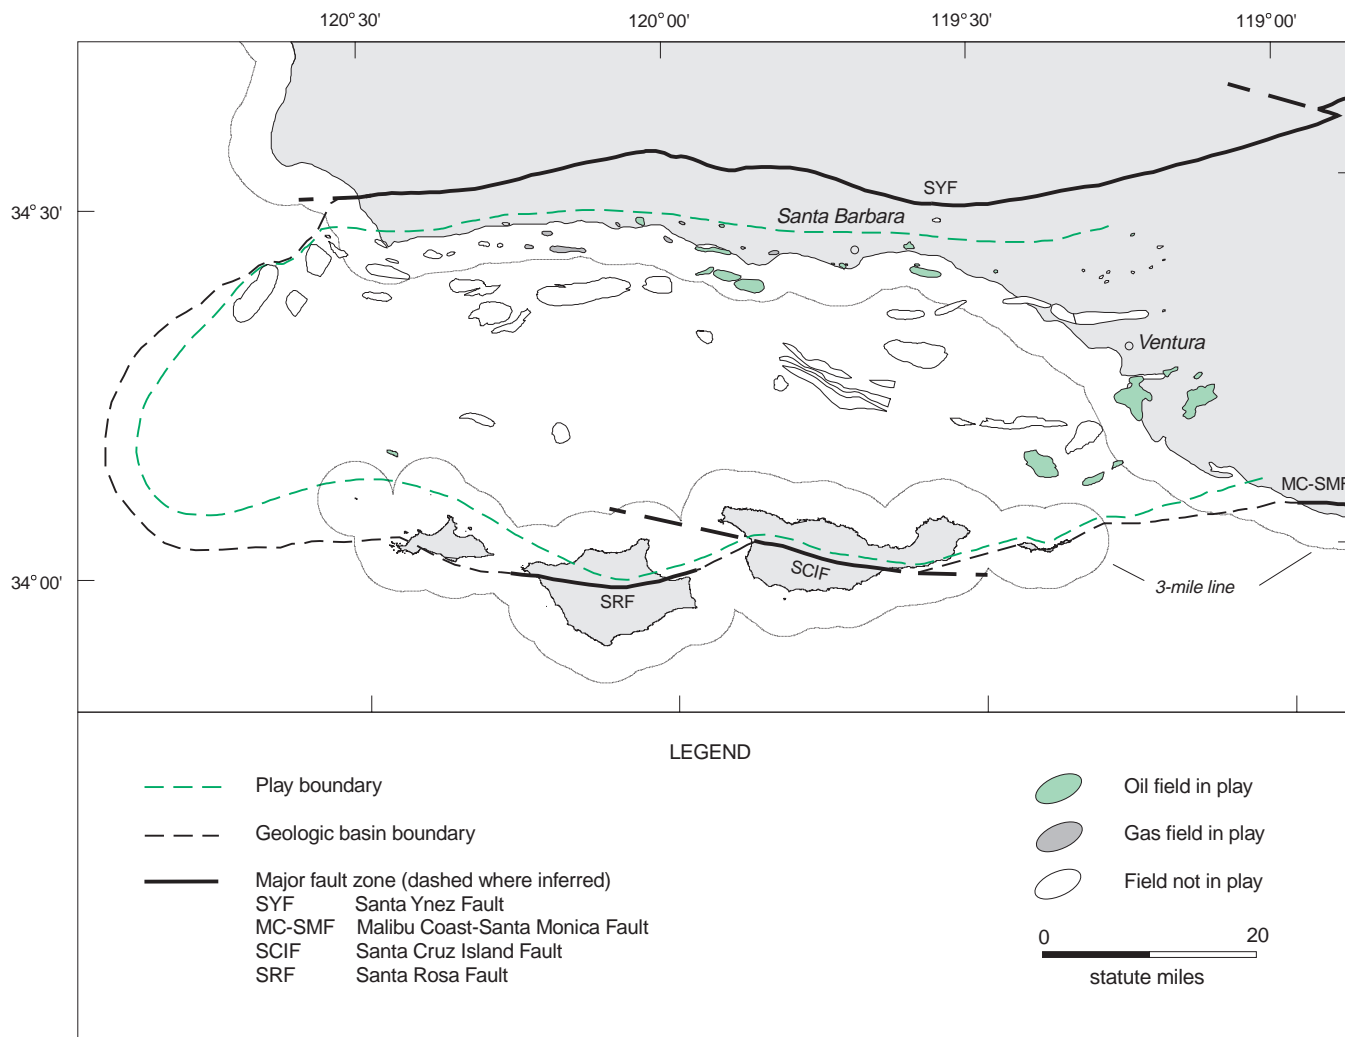 120° 30'
120° 00'
119° 30'
119° 00'
34° 30'
SYF
Santa Barbara
Ventura
MC-SMF
34° 00'
SCIF
SRF
3-mile line
LEGEND
Play boundary
Geologic basin boundary
Major fault zone (dashed where inferred)
SYF Santa Ynez Fault
MC-SMF Malibu Coast-Santa Monica Fault
SCIF Santa Cruz Island Fault
SRF Santa Rosa Fault
Oil field in play
Gas field in play
Field not in play
0 20
statute miles